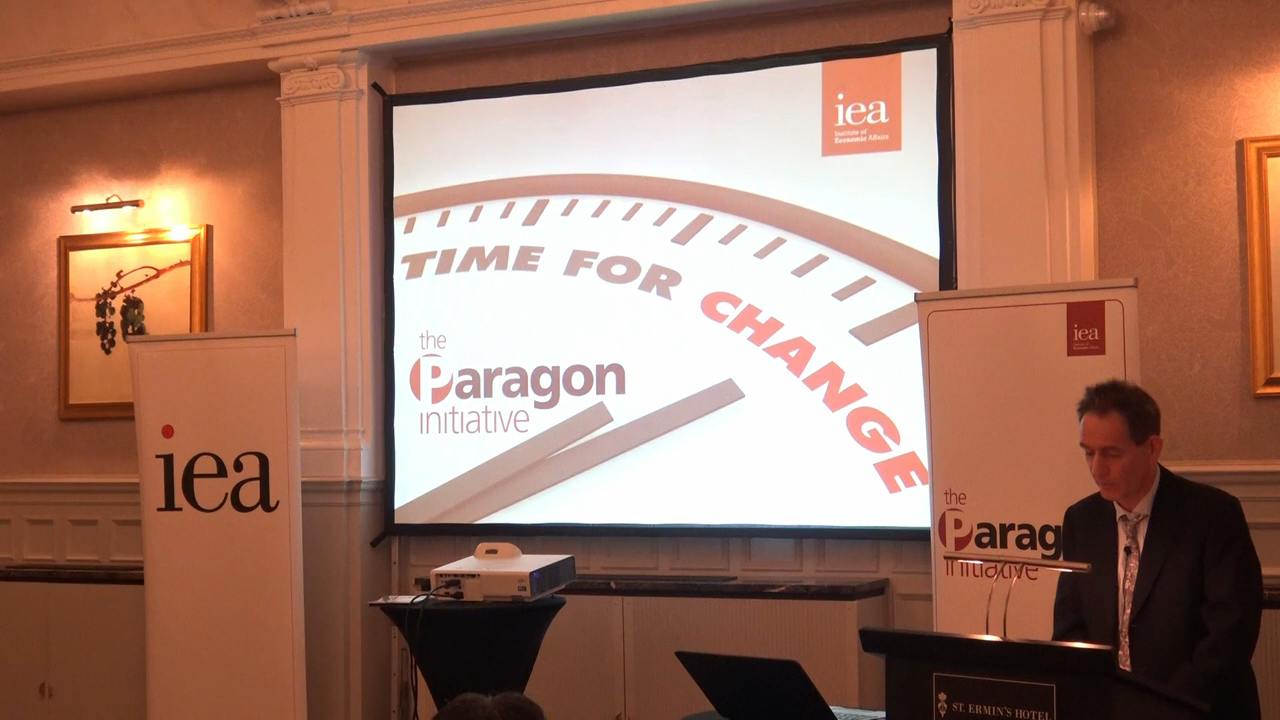 iea
Institute of
Economic Affairs
TIME FOR CHANGE
the
Paragon
initiative
iea
iea
the
Parag
initiative
ST. ERMIN'S HOTEL